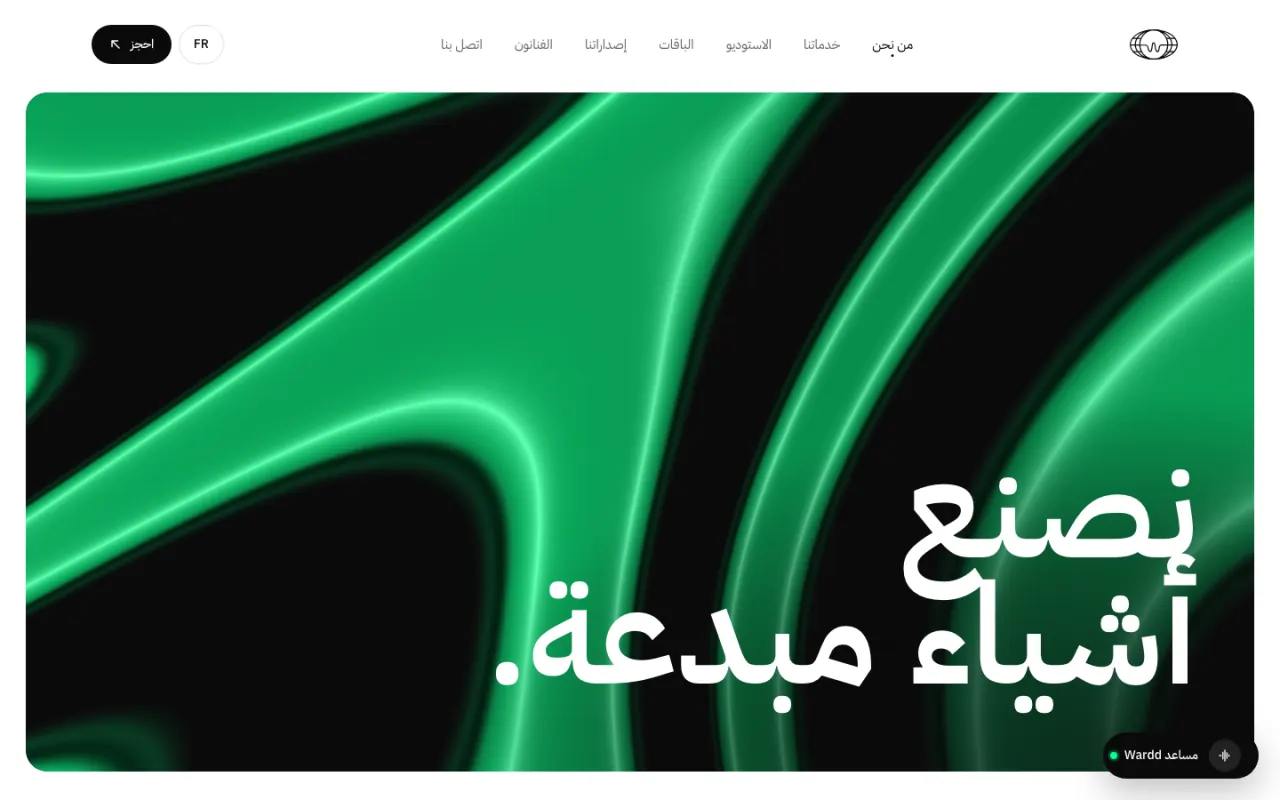 من نحن
خدماتنا
الاستوديو
الباقات
إصداراتنا
الفنانون
اتصل بنا
FR
احجز
نصنع
أشياء مبدعة.
مساعد Wardd